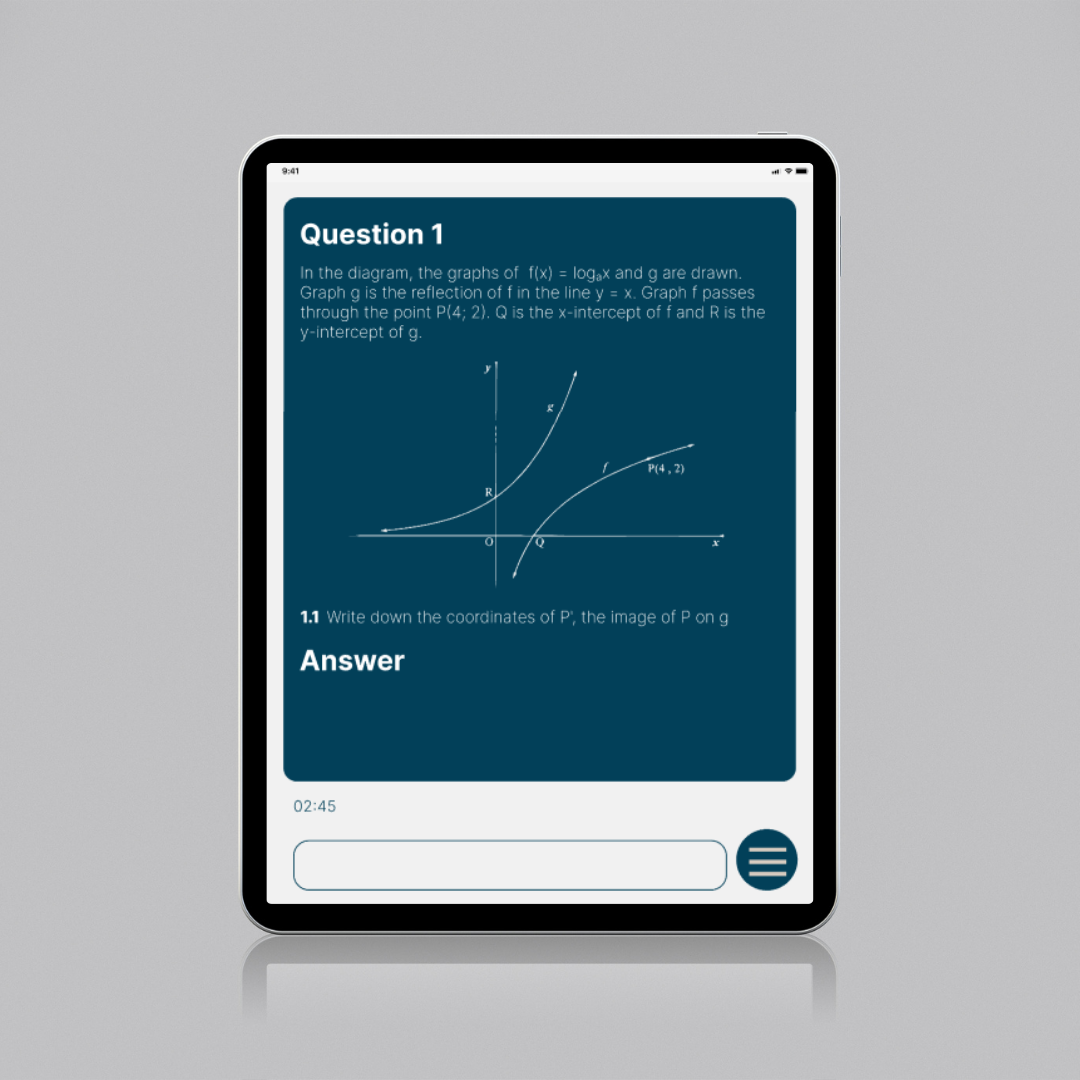 9:41
Question 1
In the diagram, the graphs of f(x) = logₐx and g are drawn.
Graph g is the reflection of f in the line y = x. Graph f passes
through the point P(4; 2). Q is the x-intercept of f and R is the
y-intercept of g.
y
g
f
P(4 , 2)
R
O
Q
x
1.1 Write down the coordinates of P', the image of P on g
Answer
02:45